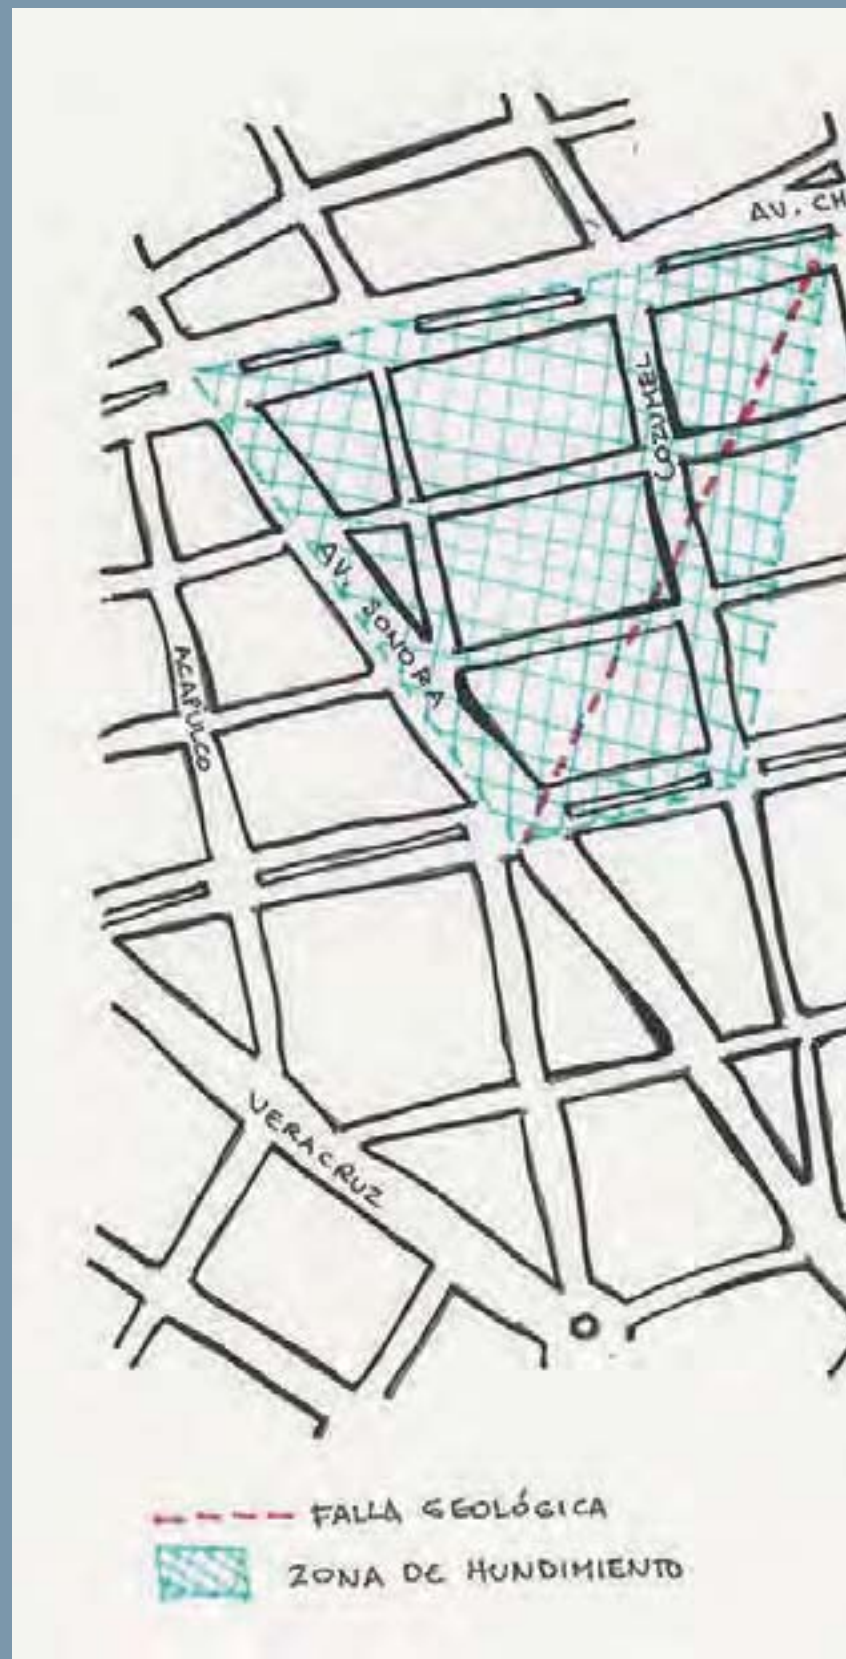 AV. CH
COZUMEL
AV. SONORA
ACAPULCO
VERACRUZ
FALLA GEOLÓGICA
ZONA DE HUNDIMIENTO